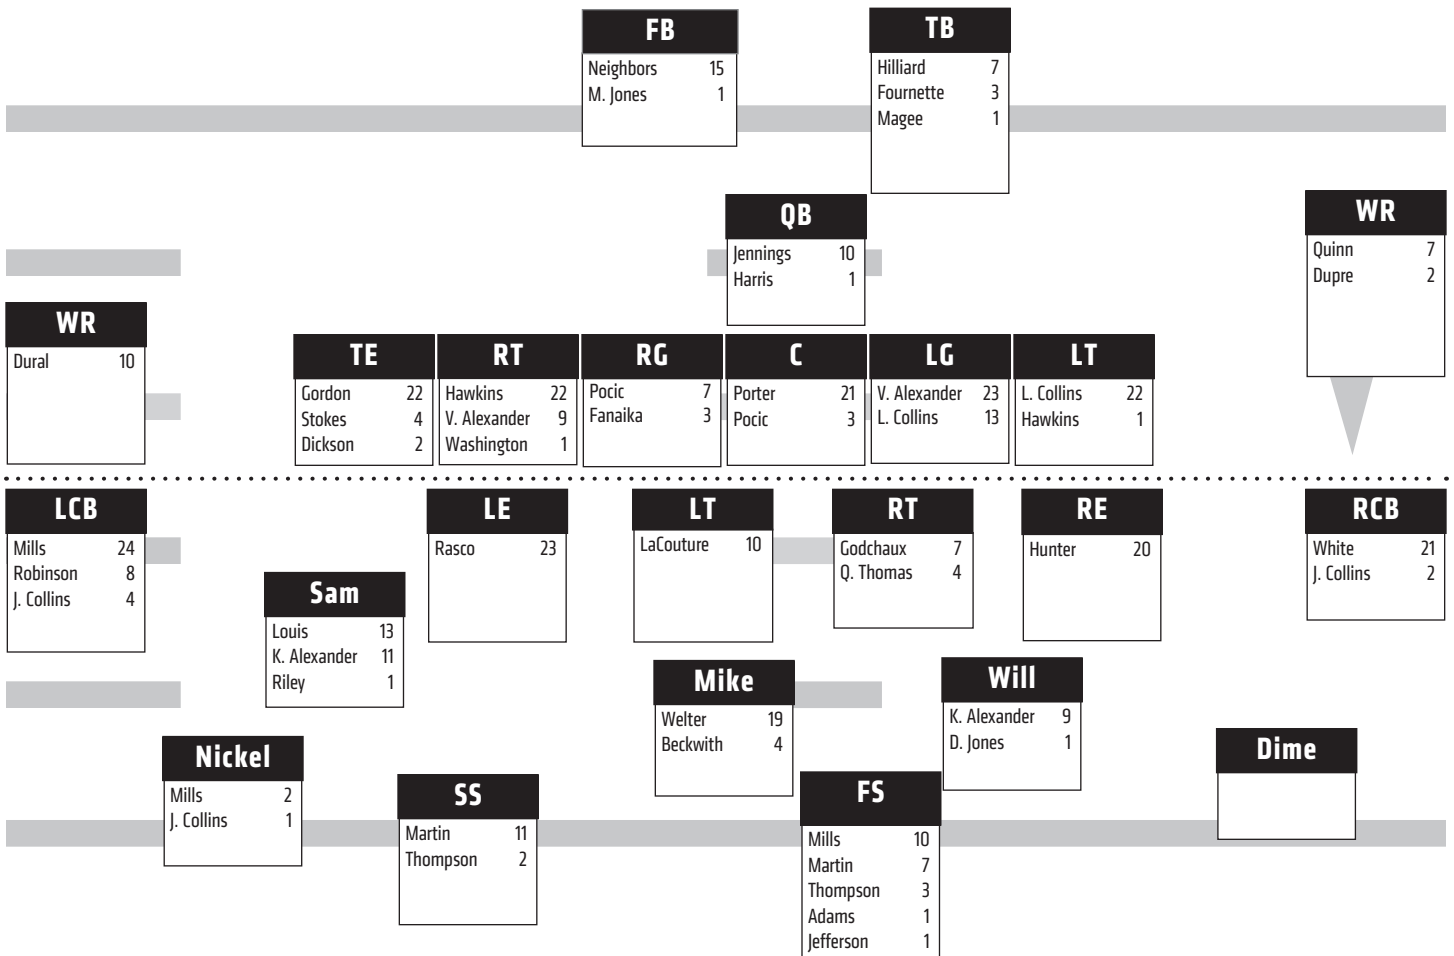 FB
Neighbors 15
M. Jones 1
TB
Hilliard 7
Fournette 3
Magee 1
QB
Jennings 10
Harris 1
WR
Quinn 7
Dupre 2
WR
Dural 10
TE
Gordon 22
Stokes 4
Dickson 2
RT
Hawkins 22
V. Alexander 9
Washington 1
RG
Pocic 7
Fanaika 3
C
Porter 21
Pocic 3
LG
V. Alexander 23
L. Collins 13
LT
L. Collins 22
Hawkins 1
LCB
Mills 24
Robinson 8
J. Collins 4
Sam
Louis 13
K. Alexander 11
Riley 1
LE
Rasco 23
LT
LaCouture 10
RT
Godchaux 7
Q. Thomas 4
RE
Hunter 20
RCB
White 21
J. Collins 2
Mike
Welter 19
Beckwith 4
Will
K. Alexander 9
D. Jones 1
Nickel
Mills 2
J. Collins 1
SS
Martin 11
Thompson 2
FS
Mills 10
Martin 7
Thompson 3
Adams 1
Jefferson 1
Dime